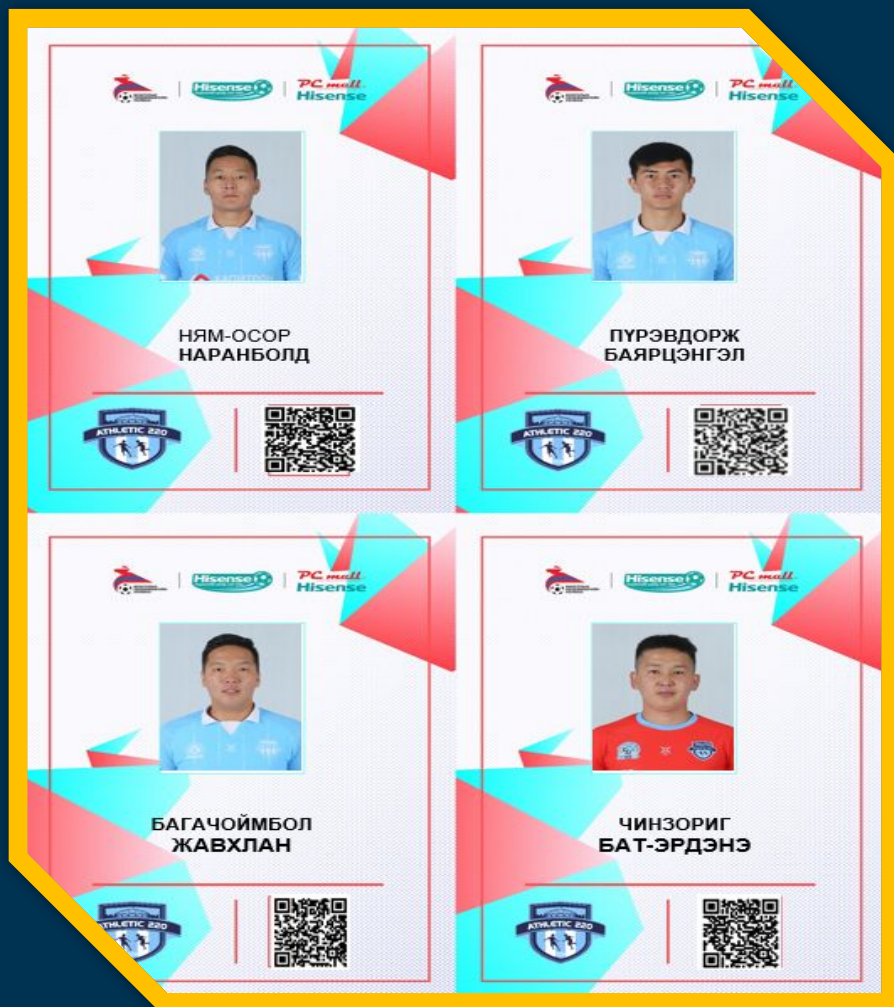 Hisense
PC mall
Hisense
НЯМ-ОСОР
НАРАНБОЛД
ATHLETIC 220
Hisense
PC mall
Hisense
ПҮРЭВДОРЖ
БАЯРЦЭНГЭЛ
ATHLETIC 220
Hisense
PC mall
Hisense
БАГАЧОЙМБОЛ
ЖАВХЛАН
ATHLETIC 220
Hisense
PC mall
Hisense
ЧИНЗОРИГ
БАТ-ЭРДЭНЭ
ATHLETIC 220